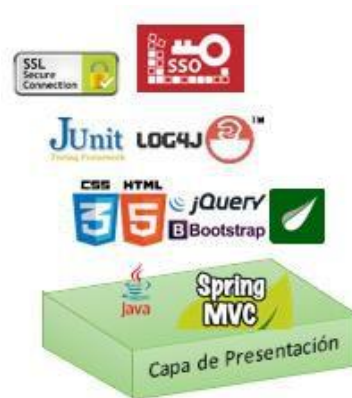 SSL
Secure
Connection
SSO
JUnit
Testing Framework
LOG4J
TM
CSS
3
HTML
5
jQuery
B Bootstrap
Java
Spring
MVC
Capa de Presentación